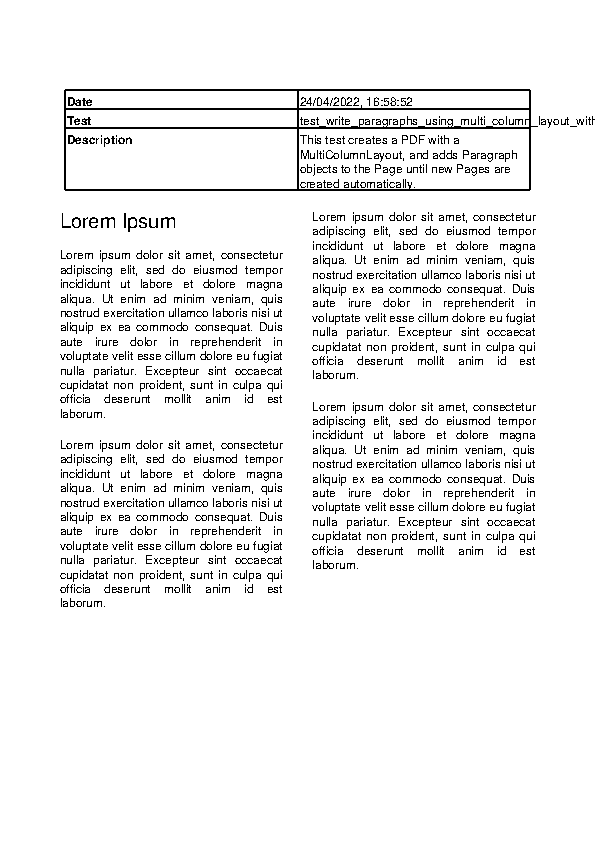 Date 24/04/2022, 16:58:52
Test test_write_paragraphs_using_multi_column_layout_with
Description This test creates a PDF with a
MultiColumnLayout, and adds Paragraph
objects to the Page until new Pages are
created automatically.
Lorem Ipsum
Lorem ipsum dolor sit amet, consectetur
adipiscing elit, sed do eiusmod tempor
incididunt ut labore et dolore magna
aliqua. Ut enim ad minim veniam, quis
nostrud exercitation ullamco laboris nisi ut
aliquip ex ea commodo consequat. Duis
aute irure dolor in reprehenderit in
voluptate velit esse cillum dolore eu fugiat
nulla pariatur. Excepteur sint occaecat
cupidatat non proident, sunt in culpa qui
officia deserunt mollit anim id est
laborum.
Lorem ipsum dolor sit amet, consectetur
adipiscing elit, sed do eiusmod tempor
incididunt ut labore et dolore magna
aliqua. Ut enim ad minim veniam, quis
nostrud exercitation ullamco laboris nisi ut
aliquip ex ea commodo consequat. Duis
aute irure dolor in reprehenderit in
voluptate velit esse cillum dolore eu fugiat
nulla pariatur. Excepteur sint occaecat
cupidatat non proident, sunt in culpa qui
officia deserunt mollit anim id est
laborum.
Lorem ipsum dolor sit amet, consectetur
adipiscing elit, sed do eiusmod tempor
incididunt ut labore et dolore magna
aliqua. Ut enim ad minim veniam, quis
nostrud exercitation ullamco laboris nisi ut
aliquip ex ea commodo consequat. Duis
aute irure dolor in reprehenderit in
voluptate velit esse cillum dolore eu fugiat
nulla pariatur. Excepteur sint occaecat
cupidatat non proident, sunt in culpa qui
officia deserunt mollit anim id est
laborum.
Lorem ipsum dolor sit amet, consectetur
adipiscing elit, sed do eiusmod tempor
incididunt ut labore et dolore magna
aliqua. Ut enim ad minim veniam, quis
nostrud exercitation ullamco laboris nisi ut
aliquip ex ea commodo consequat. Duis
aute irure dolor in reprehenderit in
voluptate velit esse cillum dolore eu fugiat
nulla pariatur. Excepteur sint occaecat
cupidatat non proident, sunt in culpa qui
officia deserunt mollit anim id est
laborum.